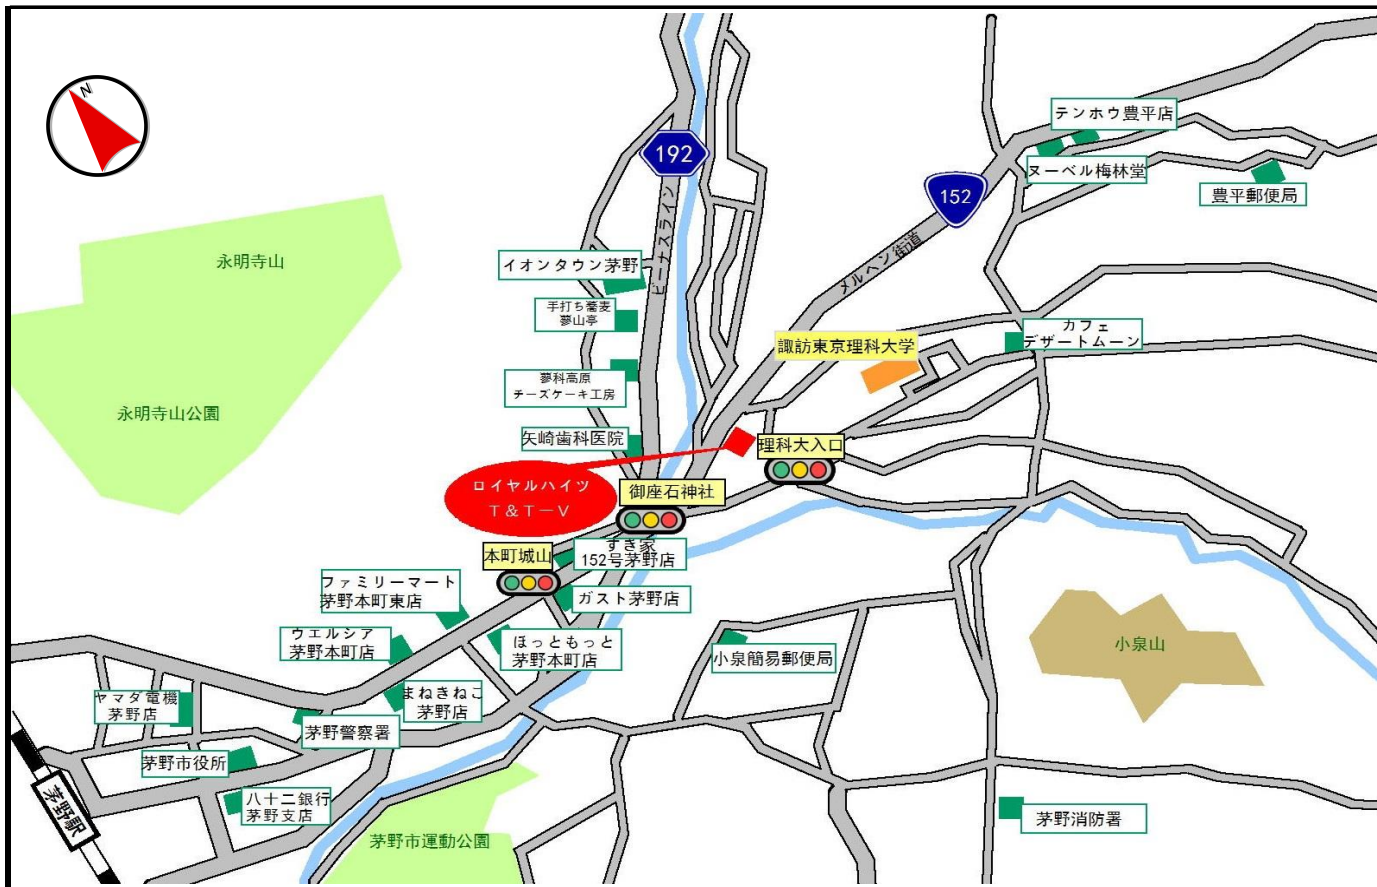 N
192
ビーナスライン
152
メルヘン街道
テンホウ豊平店
ヌーベル梅林堂
豊平郵便局
永明寺山
イオンタウン茅野
手打ち蕎麦
夢山亭
カフェ
デザートムーン
諏訪東京理科大学
夢科高原
チーズケーキ工房
永明寺山公園
矢崎歯科医院
理科大入口
ロイヤルハイツ
T&T−V
御座石神社
本町城山
すき家
152号茅野店
ファミリーマート
茅野本町東店
ガスト茅野店
ウエルシア
茅野本町店
ほっともっと
茅野本町店
小泉簡易郵便局
小泉山
ヤマダ電機
茅野店
まねきねこ
茅野店
茅野警察署
茅野市役所
八十二銀行
茅野支店
茅野駅
茅野市運動公園
茅野消防署